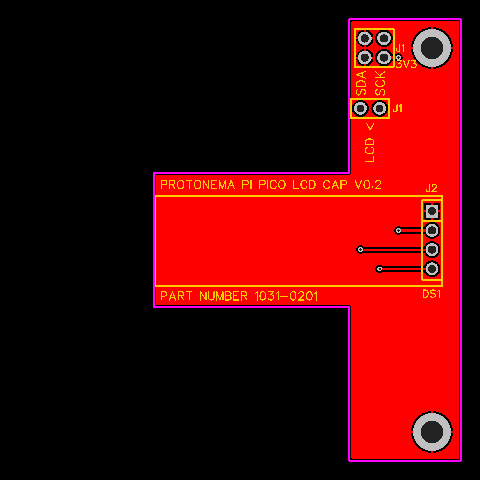 J1
3V3
SDA
SCK
J1
LCD <
PROTONEMA PI PICO LCD CAP V0.2
J2
PART NUMBER 1031-0201
DS1